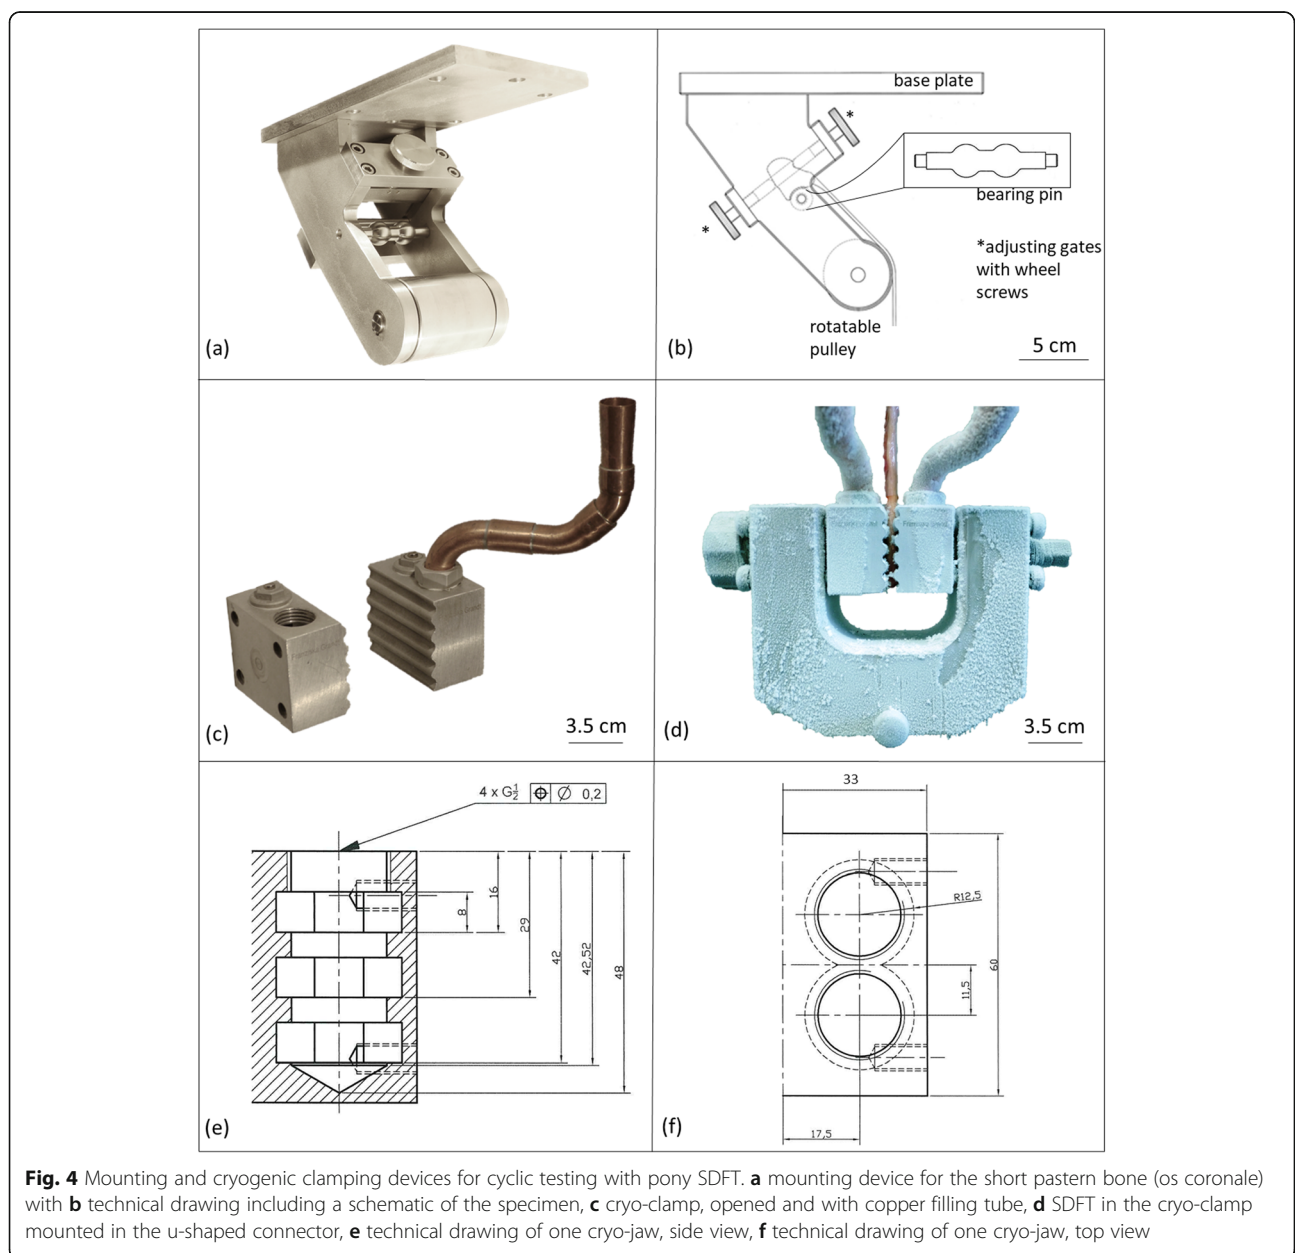 base plate
*
bearing pin
*
*adjusting gates
with wheel
screws
rotatable
pulley
(a)
(b)
5 cm
(c)
3.5 cm
(d)
3.5 cm
4 x G½ ⌖ ∅ 0,2
8
16
29
42
42,52
48
(e)
33
R12,5
11,5
60
17,5
(f)
Fig. 4 Mounting and cryogenic clamping devices for cyclic testing with pony SDFT. a mounting device for the short pastern bone (os coronale)
with b technical drawing including a schematic of the specimen, c cryo-clamp, opened and with copper filling tube, d SDFT in the cryo-clamp
mounted in the u-shaped connector, e technical drawing of one cryo-jaw, side view, f technical drawing of one cryo-jaw, top view